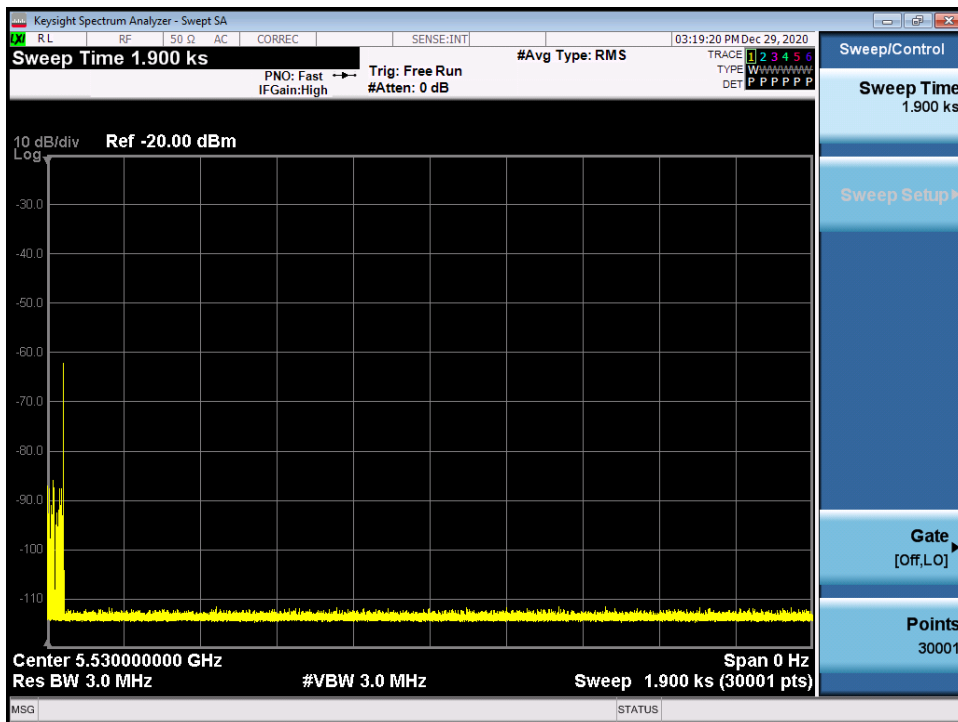 Keysight Spectrum Analyzer - Swept SA
LXI RL RF 50 Ω AC CORREC SENSE:INT 03:19:20 PM Dec 29, 2020
Sweep Time 1.900 ks
PNO: Fast
IFGain:High
Trig: Free Run
#Atten: 0 dB
#Avg Type: RMS
TRACE 1 2 3 4 5 6
TYPE WWWWWW
DET P P P P P P
10 dB/div Ref -20.00 dBm
Log
-30.0
-40.0
-50.0
-60.0
-70.0
-80.0
-90.0
-100
-110
Center 5.530000000 GHz Span 0 Hz
Res BW 3.0 MHz #VBW 3.0 MHz Sweep 1.900 ks (30001 pts)
MSG STATUS
Sweep/Control
Sweep Time
1.900 ks
Sweep Setup
Gate
[Off,LO]
Points
30001